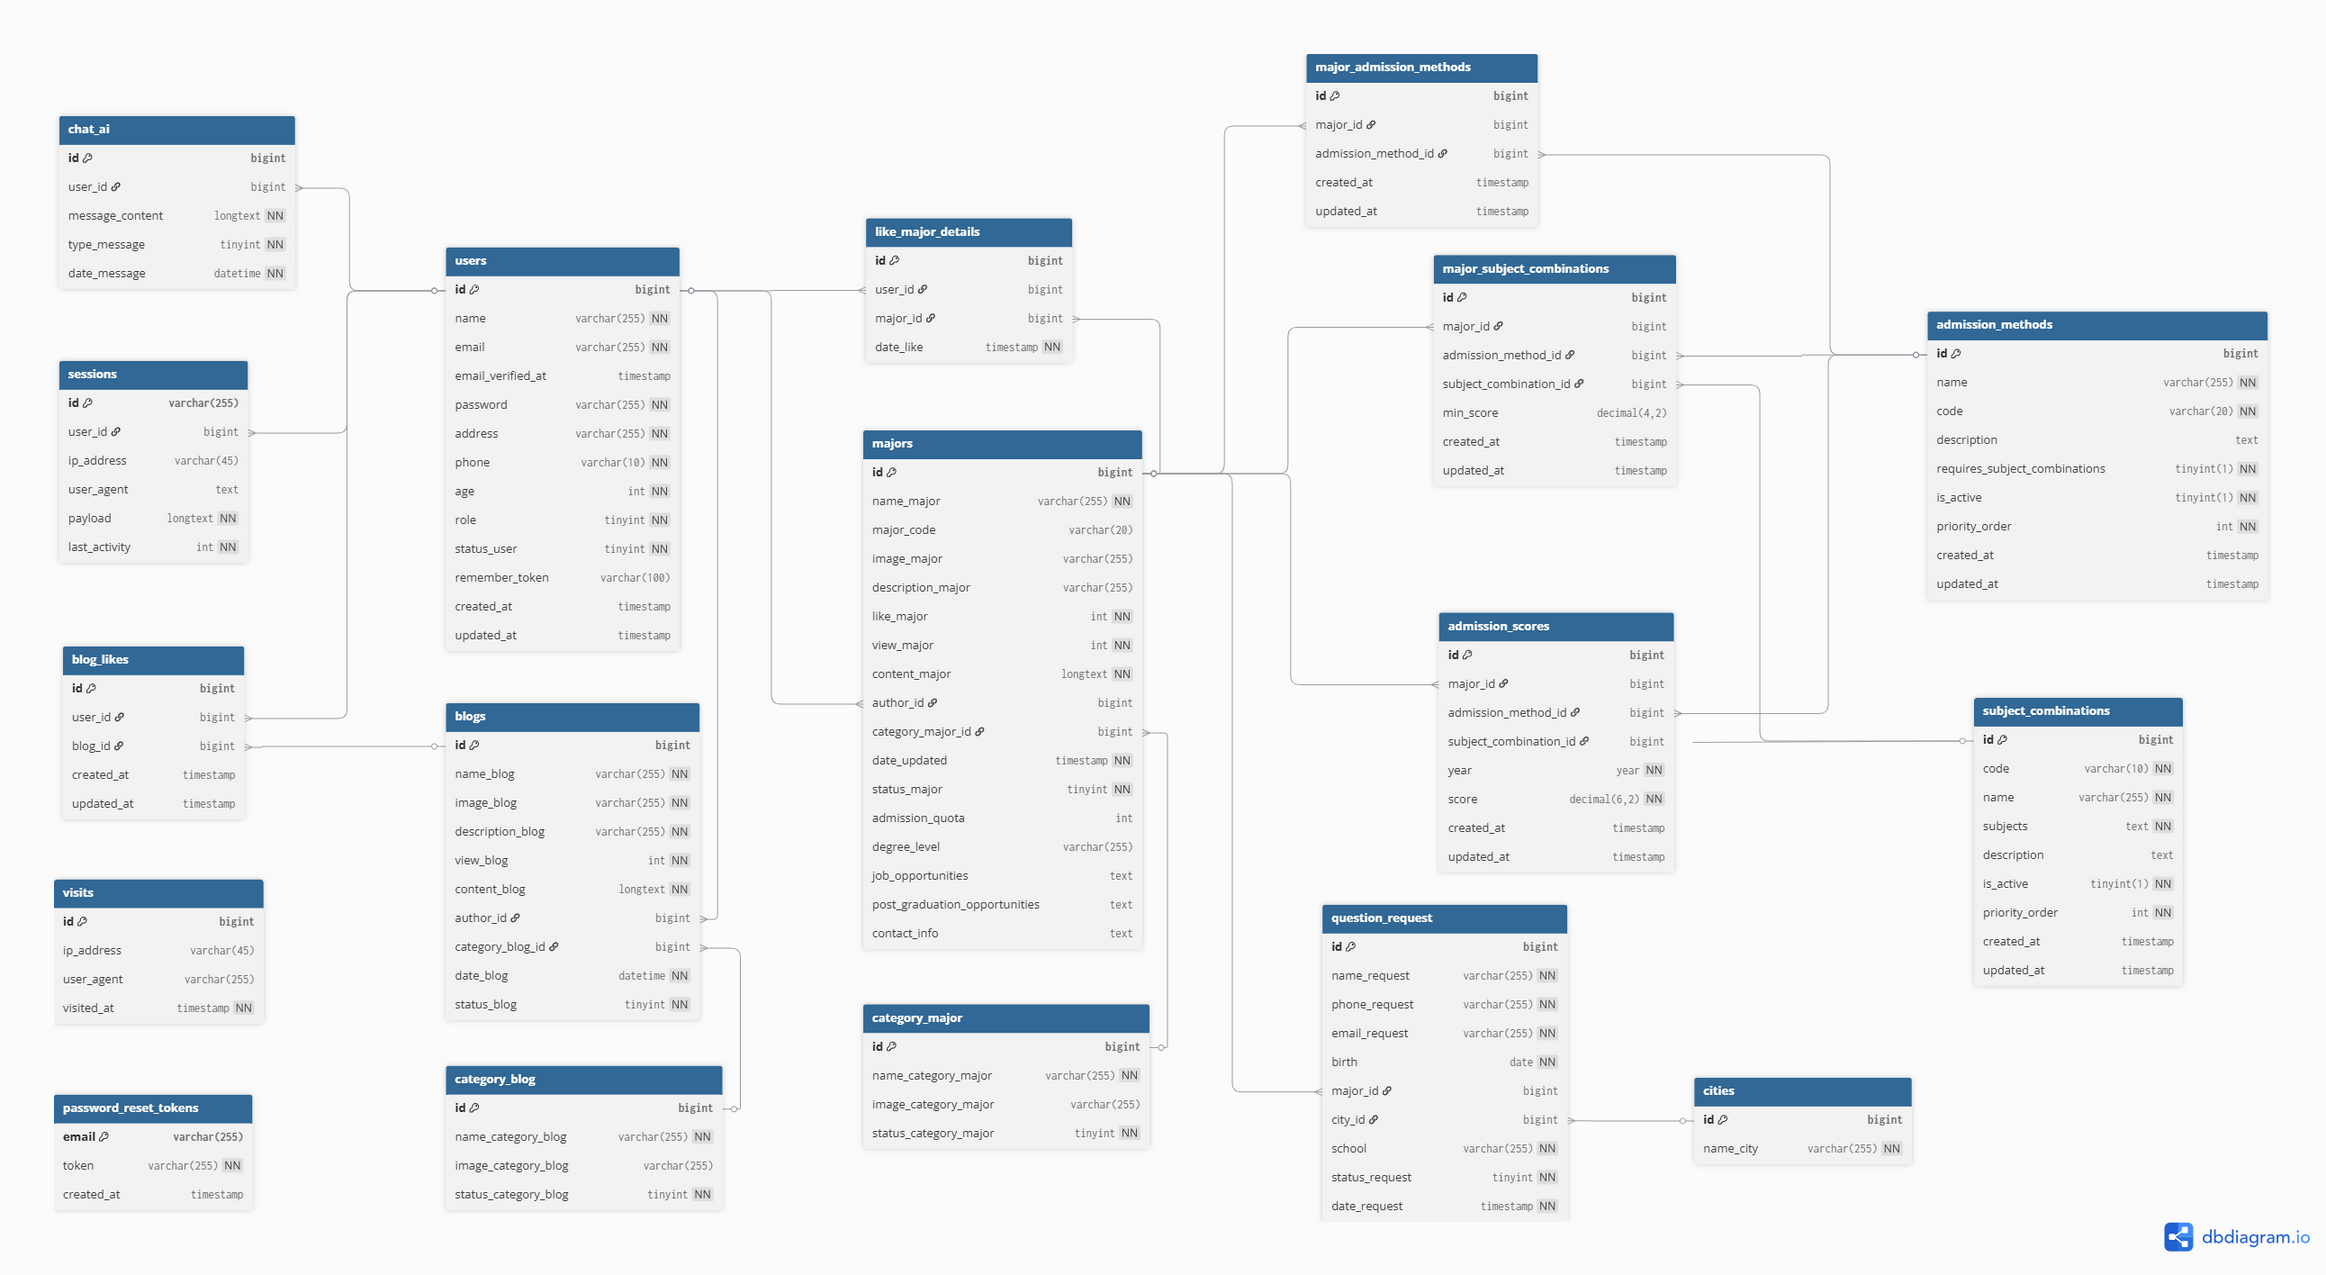 chat_ai
id bigint
user_id bigint
message_content longtext NN
type_message tinyint NN
date_message datetime NN
sessions
id varchar(255)
user_id bigint
ip_address varchar(45)
user_agent text
payload longtext NN
last_activity int NN
blog_likes
id bigint
user_id bigint
blog_id bigint
created_at timestamp
updated_at timestamp
visits
id bigint
ip_address varchar(45)
user_agent varchar(255)
visited_at timestamp NN
password_reset_tokens
email varchar(255)
token varchar(255) NN
created_at timestamp
users
id bigint
name varchar(255) NN
email varchar(255) NN
email_verified_at timestamp
password varchar(255) NN
address varchar(255) NN
phone varchar(10) NN
age int NN
role tinyint NN
status_user tinyint NN
remember_token varchar(100)
created_at timestamp
updated_at timestamp
blogs
id bigint
name_blog varchar(255) NN
image_blog varchar(255) NN
description_blog varchar(255) NN
view_blog int NN
content_blog longtext NN
author_id bigint
category_blog_id bigint
date_blog datetime NN
status_blog tinyint NN
category_blog
id bigint
name_category_blog varchar(255) NN
image_category_blog varchar(255)
status_category_blog tinyint NN
like_major_details
id bigint
user_id bigint
major_id bigint
date_like timestamp NN
majors
id bigint
name_major varchar(255) NN
major_code varchar(20)
image_major varchar(255)
description_major varchar(255)
like_major int NN
view_major int NN
content_major longtext NN
author_id bigint
category_major_id bigint
date_updated timestamp NN
status_major tinyint NN
admission_quota int
degree_level varchar(255)
job_opportunities text
post_graduation_opportunities text
contact_info text
category_major
id bigint
name_category_major varchar(255) NN
image_category_major varchar(255)
status_category_major tinyint NN
major_admission_methods
id bigint
major_id bigint
admission_method_id bigint
created_at timestamp
updated_at timestamp
major_subject_combinations
id bigint
major_id bigint
admission_method_id bigint
subject_combination_id bigint
min_score decimal(4,2)
created_at timestamp
updated_at timestamp
admission_scores
id bigint
major_id bigint
admission_method_id bigint
subject_combination_id bigint
year year NN
score decimal(6,2) NN
created_at timestamp
updated_at timestamp
question_request
id bigint
name_request varchar(255) NN
phone_request varchar(255) NN
email_request varchar(255) NN
birth date NN
major_id bigint
city_id bigint
school varchar(255) NN
status_request tinyint NN
date_request timestamp NN
admission_methods
id bigint
name varchar(255) NN
code varchar(20) NN
description text
requires_subject_combinations tinyint(1) NN
is_active tinyint(1) NN
priority_order int NN
created_at timestamp
updated_at timestamp
subject_combinations
id bigint
code varchar(10) NN
name varchar(255) NN
subjects text NN
description text
is_active tinyint(1) NN
priority_order int NN
created_at timestamp
updated_at timestamp
cities
id bigint
name_city varchar(255) NN
dbdiagram.io